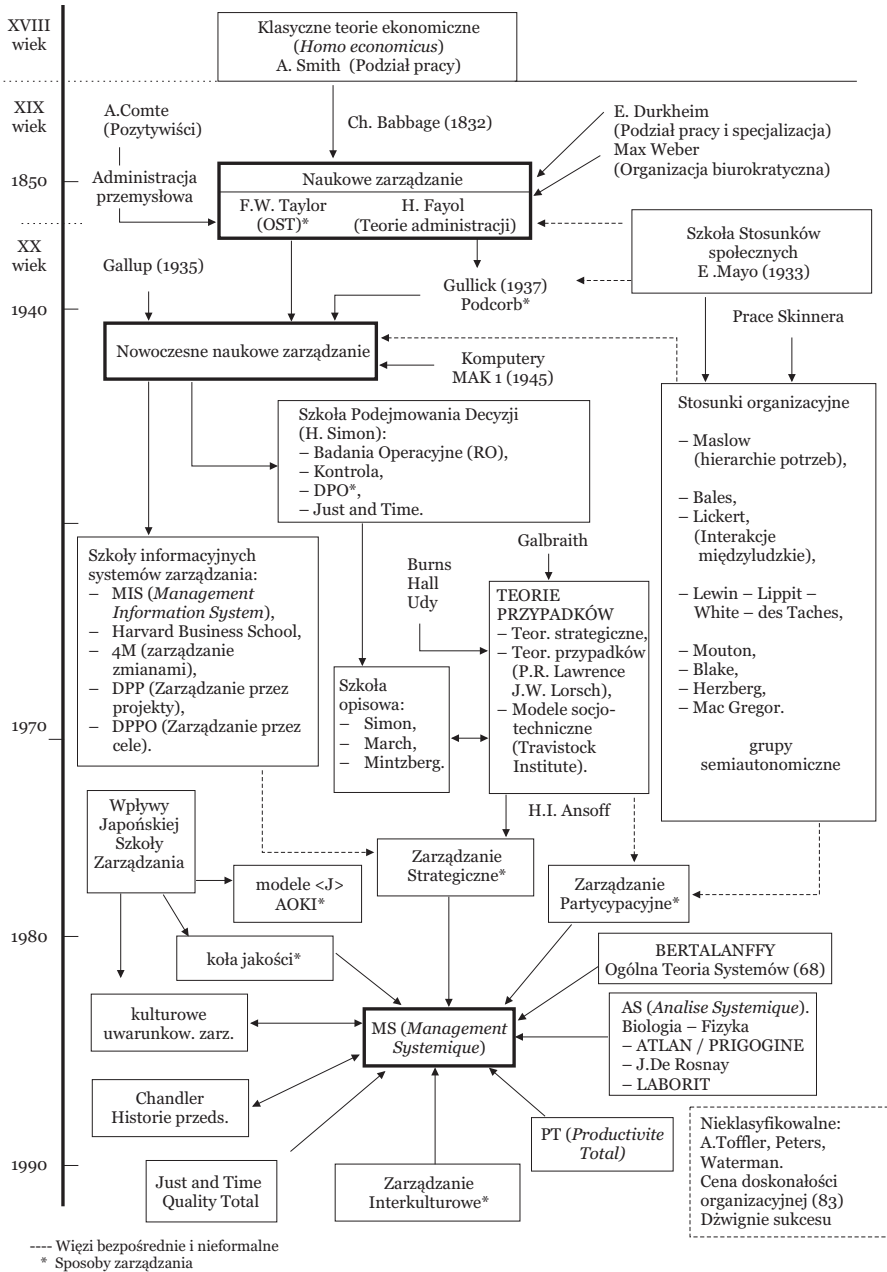 XVIII
wiek
Klasyczne teorie ekonomiczne
(Homo economicus)
A. Smith (Podział pracy)
XIX
wiek
A.Comte
(Pozytywiści)
Ch. Babbage (1832)
E. Durkheim
(Podział pracy i specjalizacja)
Max Weber
(Organizacja biurokratyczna)
1850
Administracja
przemysłowa
Naukowe zarządzanie
F.W. Taylor
(OST)*
H. Fayol
(Teorie administracji)
XX
wiek
Szkoła Stosunków
społecznych
E .Mayo (1933)
Gallup (1935)
Gullick (1937)
Podcorb*
1940
Prace Skinnera
Nowoczesne naukowe zarządzanie
Komputery
MAK 1 (1945)
Szkoła Podejmowania Decyzji
(H. Simon):
– Badania Operacyjne (RO),
– Kontrola,
– DPO*,
– Just and Time.
Stosunki organizacyjne
– Maslow
(hierarchie potrzeb),
– Bales,
– Lickert,
(Interakcje
międzyludzkie),
– Lewin – Lippit –
White – des Taches,
– Mouton,
– Blake,
– Herzberg,
– Mac Gregor.
grupy
semiautonomiczne
Szkoły informacyjnych
systemów zarządzania:
– MIS (Management
Information System),
– Harvard Business School,
– 4M (zarządzanie
zmianami),
– DPP (Zarządzanie przez
projekty),
– DPPO (Zarządzanie przez
cele).
Burns
Hall
Udy
Galbraith
TEORIE
PRZYPADKÓW
– Teor. strategiczne,
– Teor. przypadków
(P.R. Lawrence
J.W. Lorsch),
– Modele socjo-
techniczne
(Travistock
Institute).
Szkoła
opisowa:
– Simon,
– March,
– Mintzberg.
1970
H.I. Ansoff
Wpływy
Japońskiej
Szkoły
Zarządzania
modele <J>
AOKI*
Zarządzanie
Strategiczne*
Zarządzanie
Partycypacyjne*
1980
koła jakości*
BERTALANFFY
Ogólna Teoria Systemów (68)
kulturowe
uwarunkow. zarz.
MS (Management
Systemique)
AS (Analise Systemique).
Biologia – Fizyka
– ATLAN / PRIGOGINE
– J.De Rosnay
– LABORIT
Chandler
Historie przeds.
PT (Productivite
Total)
Nieklasyfikowalne:
A.Toffler, Peters,
Waterman.
Cena doskonałości
organizacyjnej (83)
Dżwignie sukcesu
1990
Just and Time
Quality Total
Zarządzanie
Interkulturowe*
---- Więzi bezpośrednie i nieformalne
* Sposoby zarządzania